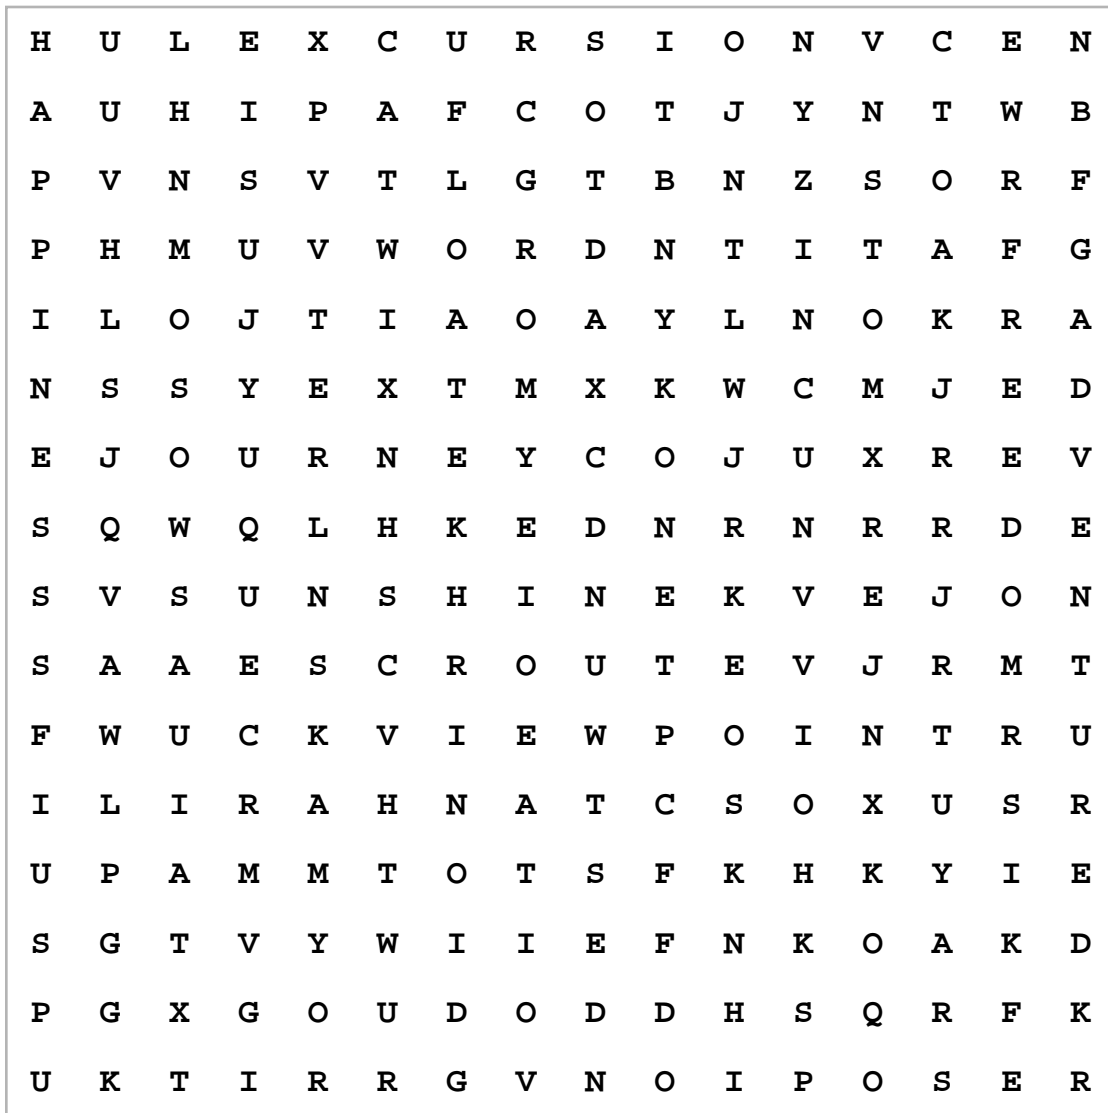 H U L E X C U R S I O N V C E N
A U H I P A F C O T J Y N T W B
P V N S V T L G T B N Z S O R F
P H M U V W O R D N T I T A F G
I L O J T I A O A Y L N O K R A
N S S Y E X T M X K W C M J E D
E J O U R N E Y C O J U X R E V
S Q W Q L H K E D N R N R R D E
S V S U N S H I N E K V E J O N
S A A E S C R O U T E V J R M T
F W U C K V I E W P O I N T R U
I L I R A H N A T C S O X U S R
U P A M M T O T S F K H K Y I E
S G T V Y W I I E F N K O A K D
P G X G O U D O D D H S Q R F K
U K T I R R G V N O I P O S E R